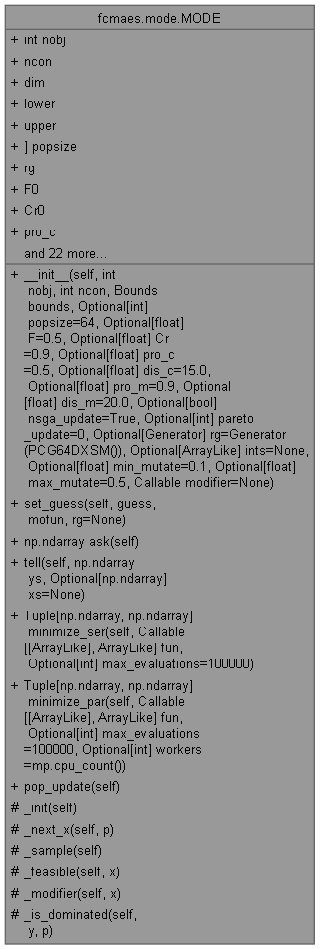 fcmaes.mode.MODE
+ int nobj
+ ncon
+ dim
+ lower
+ upper
+ ] popsize
+ rg
+ F0
+ Cr0
+ pro_c
and 22 more...
+ __init__(self, int
nobj, int ncon, Bounds
bounds, Optional[int]
popsize=64, Optional[float]
F=0.5, Optional[float] Cr
=0.9, Optional[float] pro_c
=0.5, Optional[float] dis_c=15.0,
Optional[float] pro_m=0.9, Optional
[float] dis_m=20.0, Optional[bool]
nsga_update=True, Optional[int] pareto
_update=0, Optional[Generator] rg=Generator
(PCG64DXSM()), Optional[ArrayLike] ints=None,
Optional[float] min_mutate=0.1, Optional[float]
max_mutate=0.5, Callable modifier=None)
+ set_guess(self, guess,
mofun, rg=None)
+ np.ndarray ask(self)
+ tell(self, np.ndarray
ys, Optional[np.ndarray]
xs=None)
+ Tuple[np.ndarray, np.ndarray]
minimize_ser(self, Callable
[[ArrayLike], ArrayLike] fun,
Optional[int] max_evaluations=100000)
+ Tuple[np.ndarray, np.ndarray]
minimize_par(self, Callable
[[ArrayLike], ArrayLike] fun,
Optional[int] max_evaluations
=100000, Optional[int] workers
=mp.cpu_count())
+ pop_update(self)
# _init(self)
# _next_x(self, p)
# _sample(self)
# _feasible(self, x)
# _modifier(self, x)
# _is_dominated(self,
y, p)